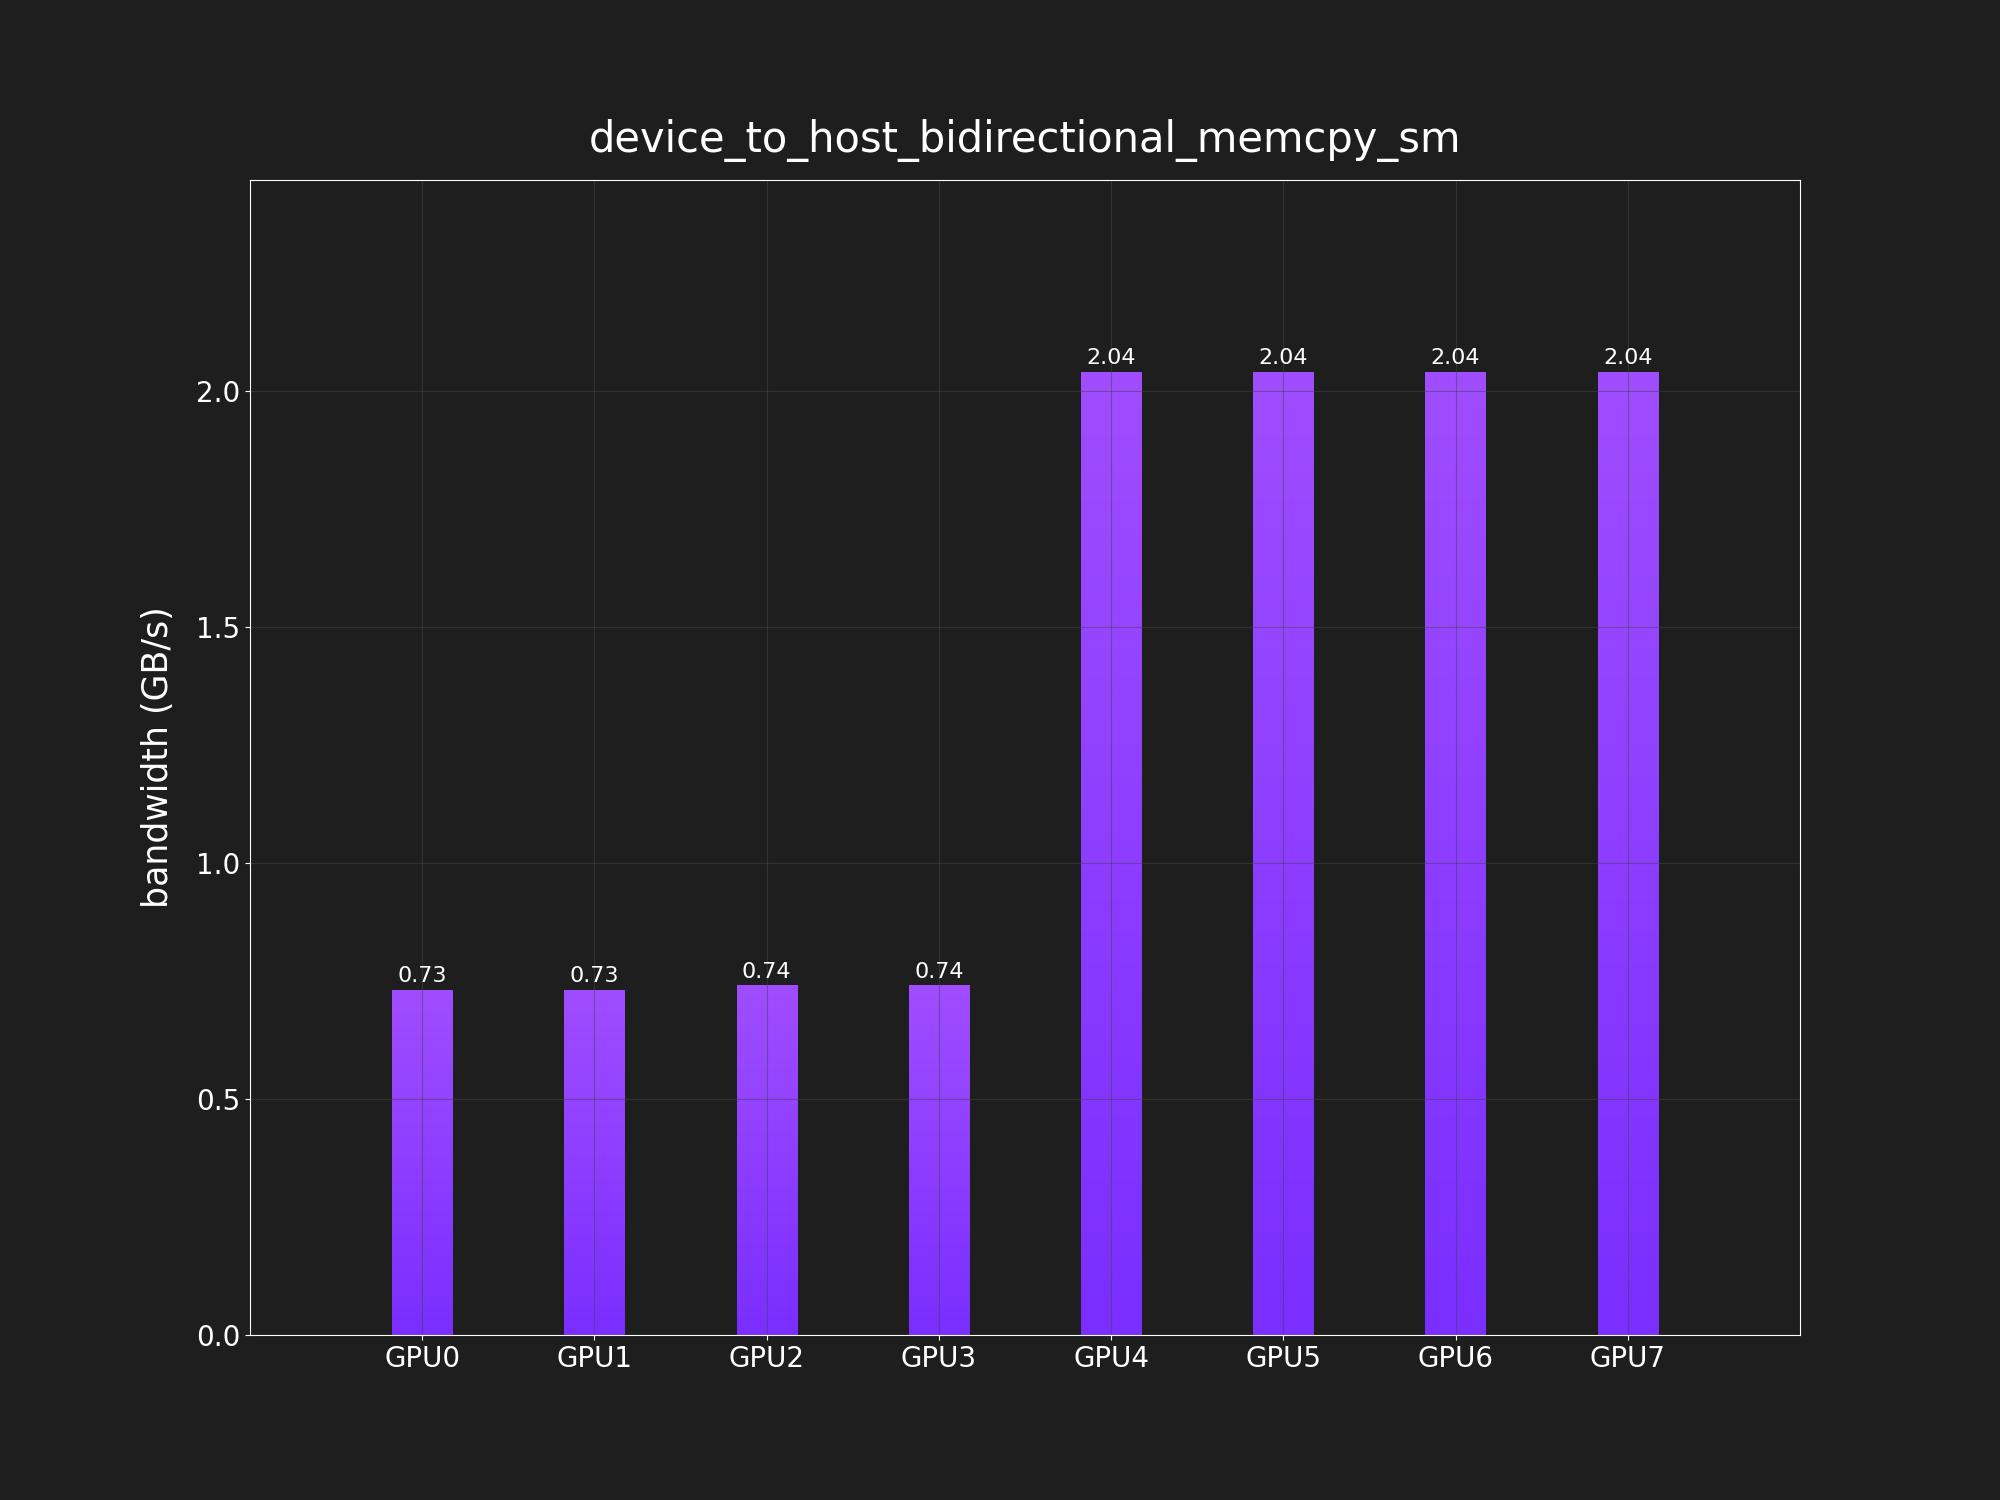 device_to_host_bidirectional_memcpy_sm
bandwidth (GB/s)
2.0
1.5
1.0
0.5
0.0
0.73
0.73
0.74
0.74
2.04
2.04
2.04
2.04
GPU0
GPU1
GPU2
GPU3
GPU4
GPU5
GPU6
GPU7